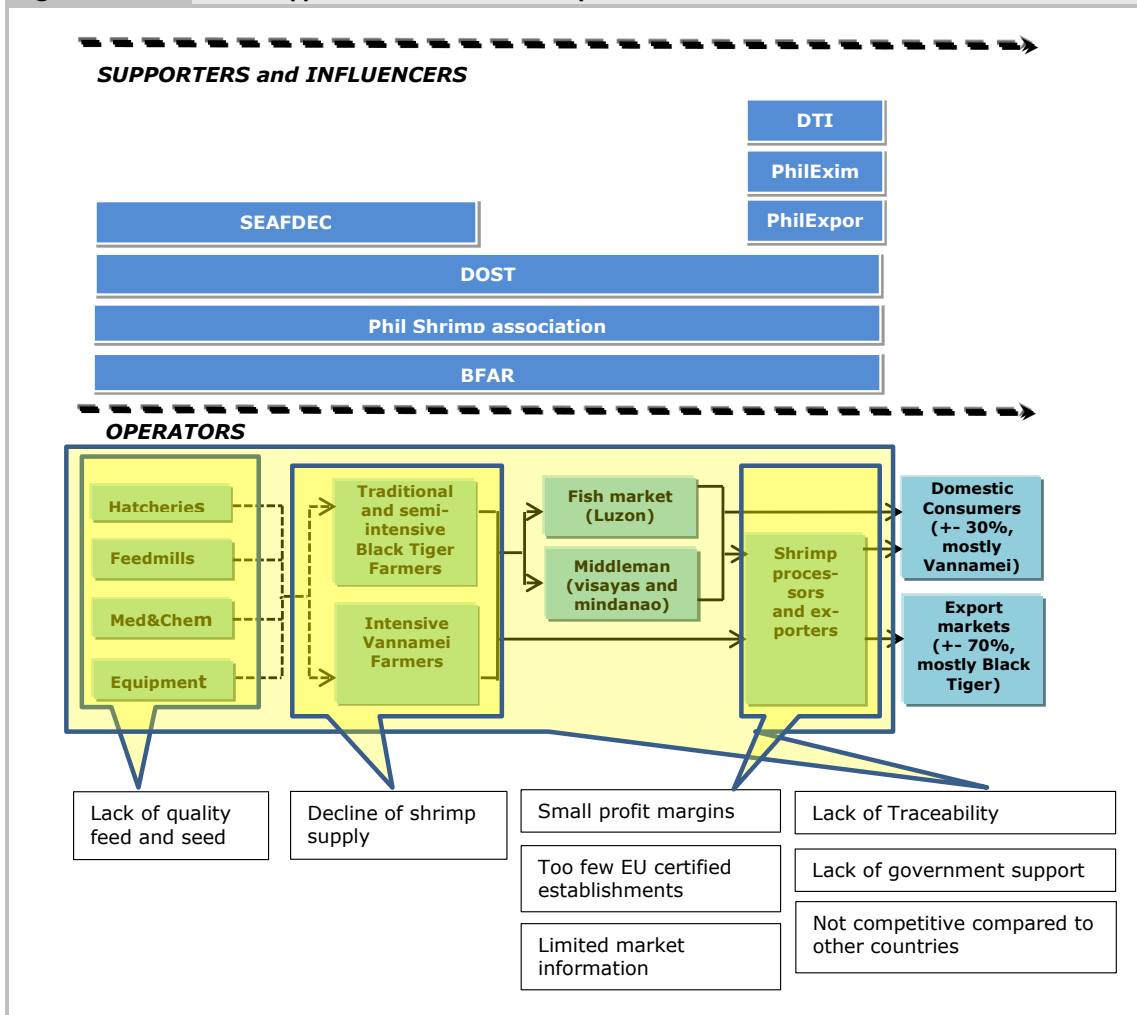 SUPPORTERS and INFLUENCERS
DTI
PhilExim
SEAFDEC
PhilExpor
DOST
Phil Shrimp association
BFAR
OPERATORS
Hatcheries
Feedmills
Med&Chem
Equipment
Traditional
and semi-
intensive
Black Tiger
Farmers
Intensive
Vannamei
Farmers
Fish market
(Luzon)
Middleman
(visayas and
mindanao)
Shrimp
proces-
sors
and ex-
porters
Domestic
Consumers
(+- 30%,
mostly
Vannamei)
Export
markets
(+- 70%,
mostly Black
Tiger)
Lack of quality
feed and seed
Decline of shrimp
supply
Small profit margins
Too few EU certified
establishments
Limited market
information
Lack of Traceability
Lack of government support
Not competitive compared to
other countries